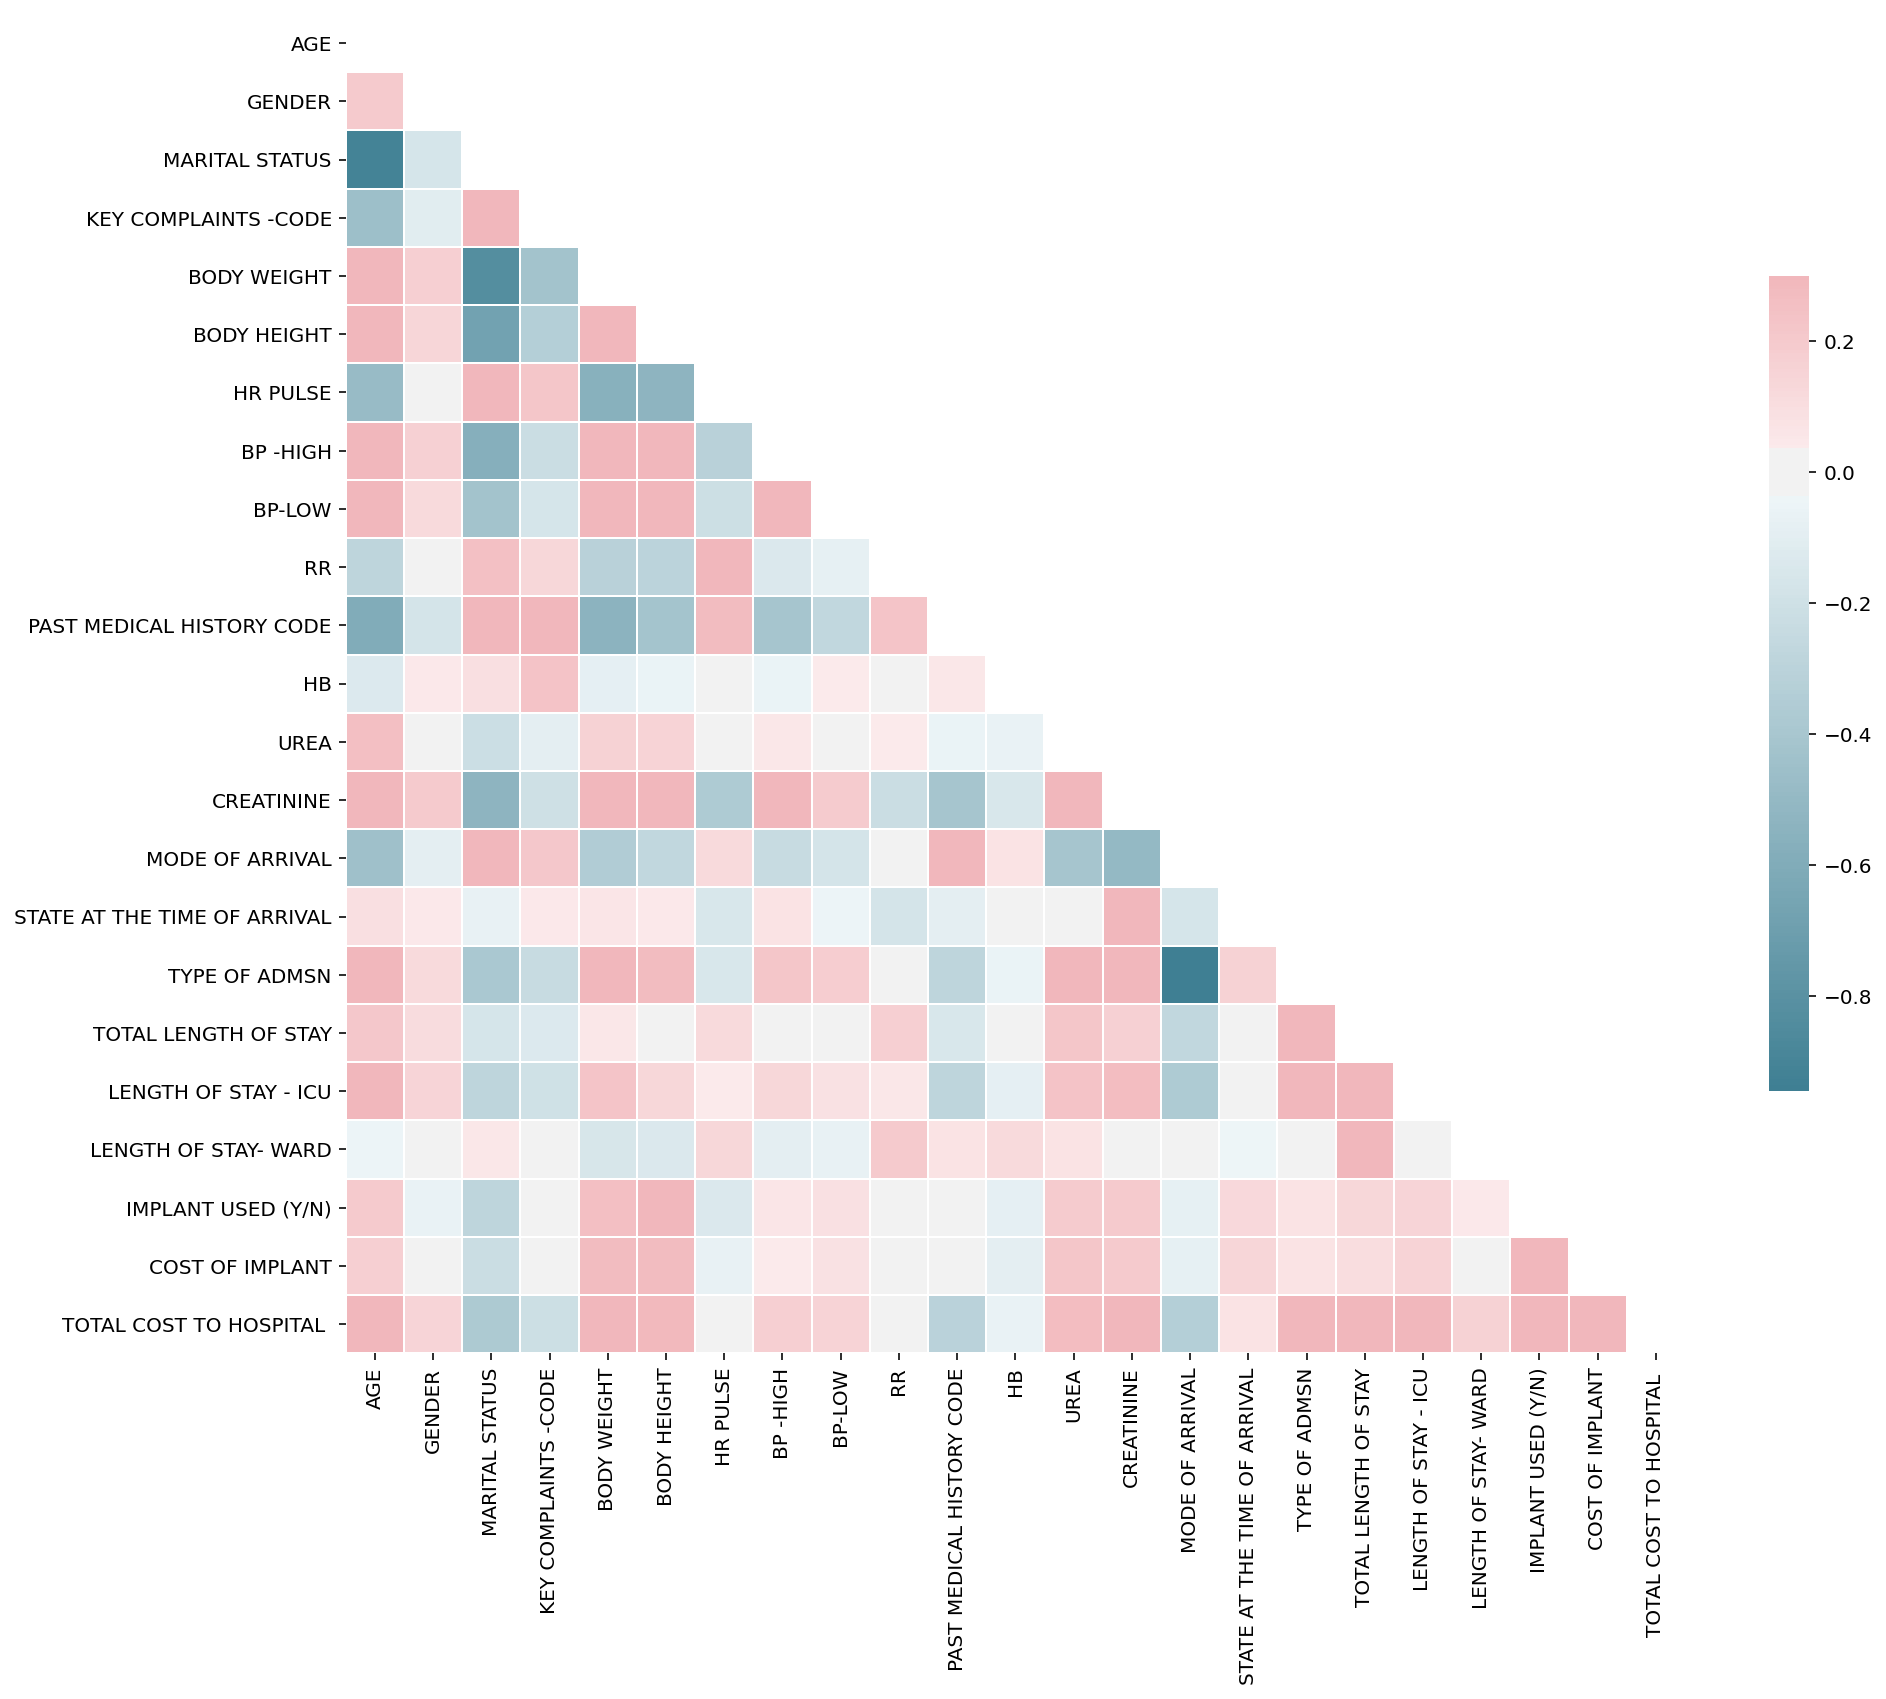 AGE
GENDER
MARITAL STATUS
KEY COMPLAINTS -CODE
BODY WEIGHT
BODY HEIGHT
HR PULSE
BP -HIGH
BP-LOW
RR
PAST MEDICAL HISTORY CODE
HB
UREA
CREATININE
MODE OF ARRIVAL
STATE AT THE TIME OF ARRIVAL
TYPE OF ADMSN
TOTAL LENGTH OF STAY
LENGTH OF STAY - ICU
LENGTH OF STAY- WARD
IMPLANT USED (Y/N)
COST OF IMPLANT
TOTAL COST TO HOSPITAL
AGE
GENDER
MARITAL STATUS
KEY COMPLAINTS -CODE
BODY WEIGHT
BODY HEIGHT
HR PULSE
BP -HIGH
BP-LOW
RR
PAST MEDICAL HISTORY CODE
HB
UREA
CREATININE
MODE OF ARRIVAL
STATE AT THE TIME OF ARRIVAL
TYPE OF ADMSN
TOTAL LENGTH OF STAY
LENGTH OF STAY - ICU
LENGTH OF STAY- WARD
IMPLANT USED (Y/N)
COST OF IMPLANT
TOTAL COST TO HOSPITAL
0.2
0.0
−0.2
−0.4
−0.6
−0.8